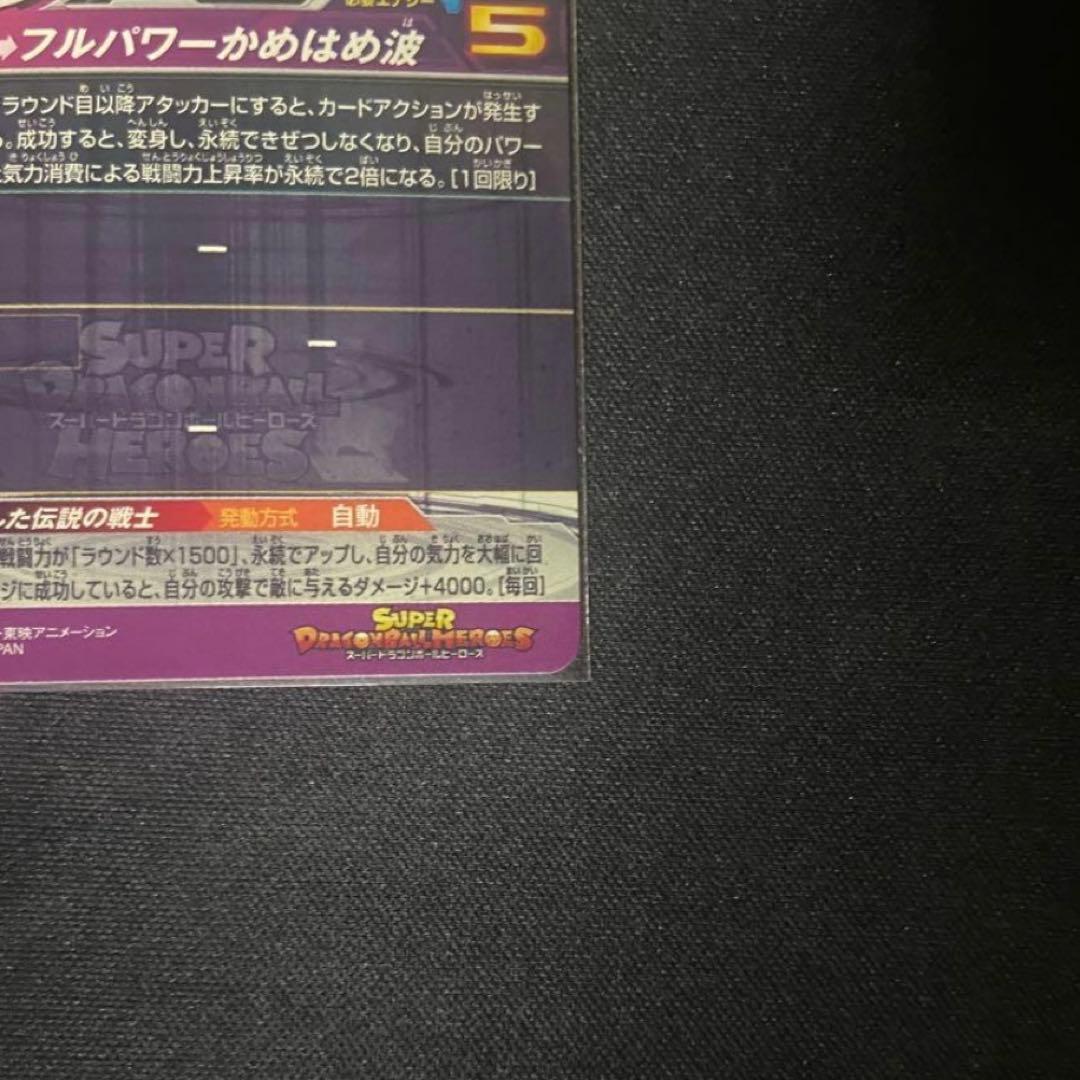 必要エナジー
5
→フルパワーかめはめ波
ラウンド目以降アタッカーにすると、カードアクションが発生す
。成功すると、変身し、永続できぜつしなくなり、自分のパワー
気力消費による戦闘力上昇率が永続で2倍になる。[1回限り]
SUPER
DRAGONBALL
スーパードラゴンボールヒーローズ
HEROES
した伝説の戦士 発動方式 自動
戦闘力が「ラウンド数×1500」、永続でアップし、自分の気力を大幅に回
ジに成功していると、自分の攻撃で敵に与えるダメージ+4000。[毎回]
・東映アニメーション
PAN
SUPER
DRAGONBALL HEROES
スーパードラゴンボールヒーローズ